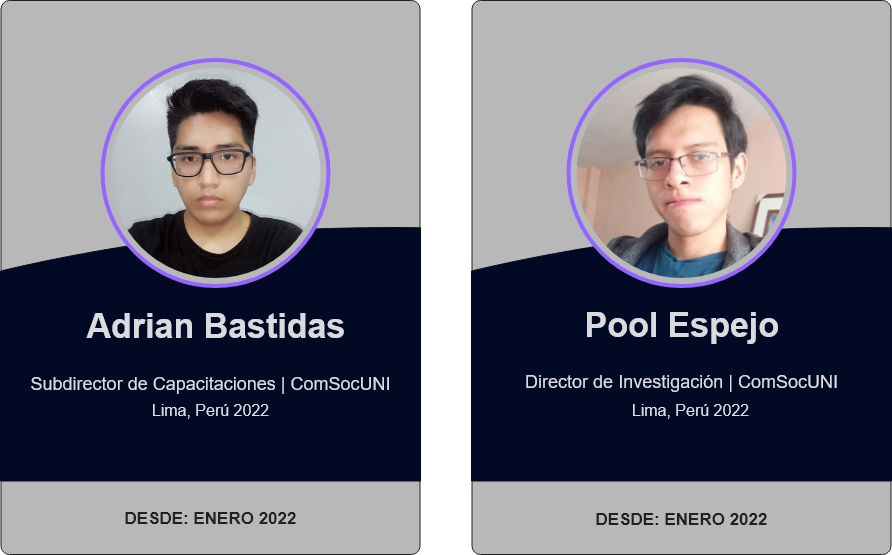 Adrian Bastidas
Subdirector de Capacitaciones | ComSocUNI
Lima, Perú 2022
DESDE: ENERO 2022
Pool Espejo
Director de Investigación | ComSocUNI
Lima, Perú 2022
DESDE: ENERO 2022